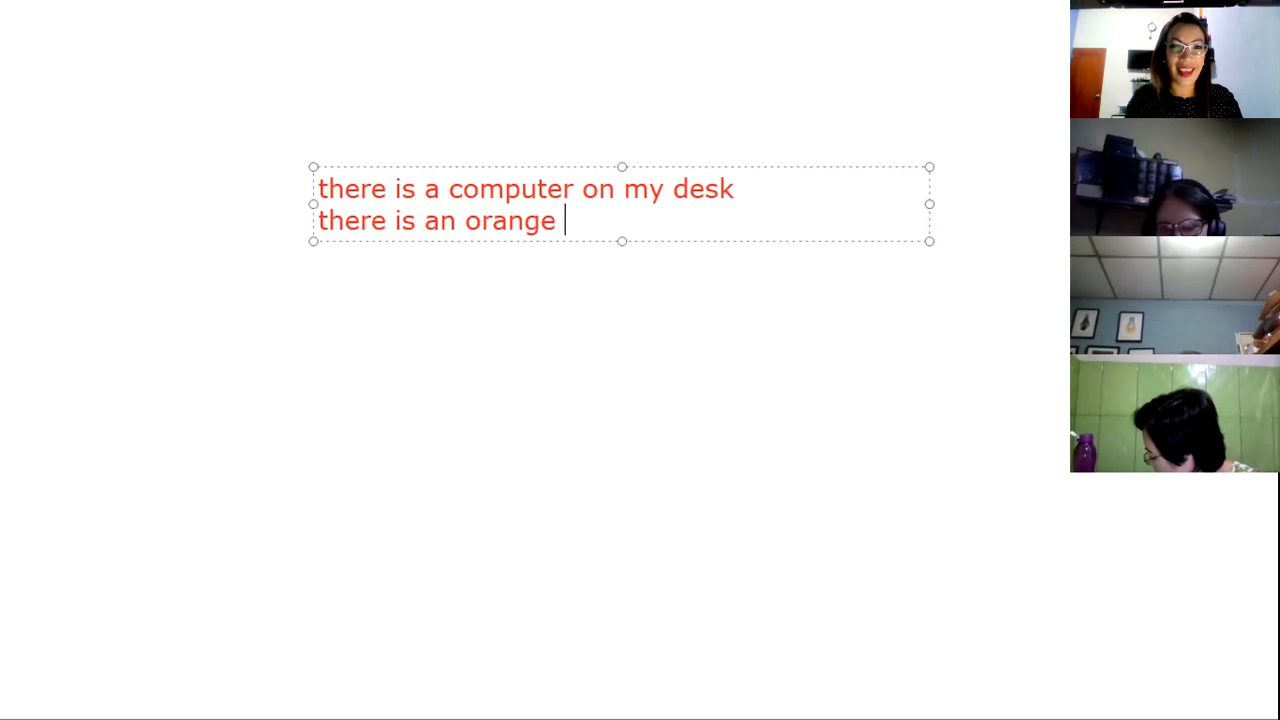 there is a computer on my desk
there is an orange